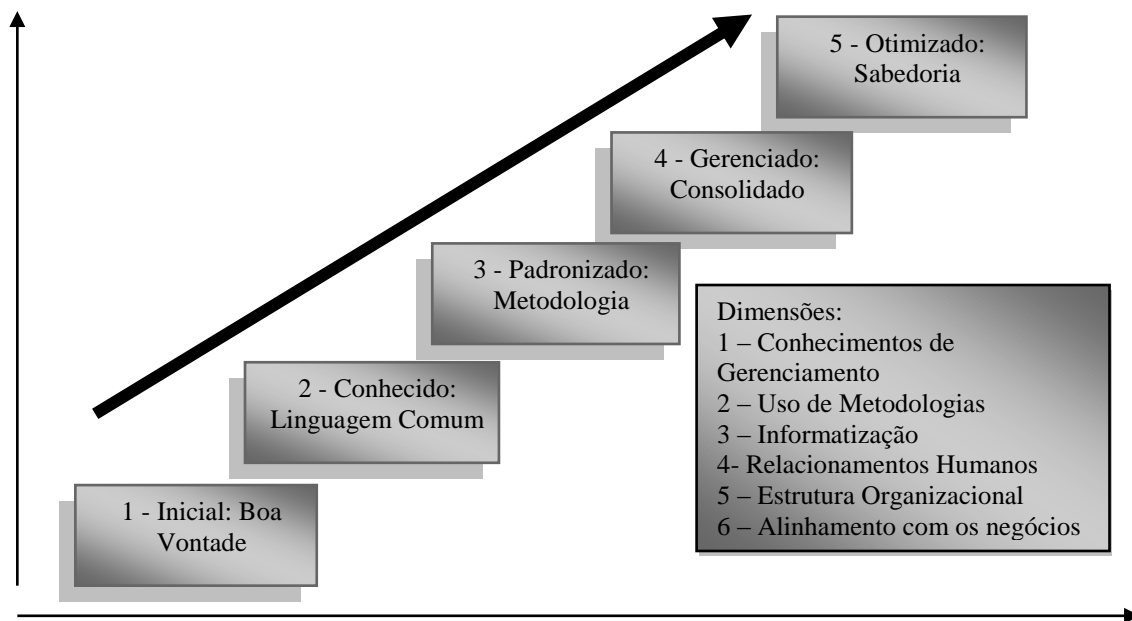 5 - Otimizado:
Sabedoria
4 - Gerenciado:
Consolidado
3 - Padronizado:
Metodologia
2 - Conhecido:
Linguagem Comum
1 - Inicial: Boa
Vontade
Dimensões:
1 – Conhecimentos de
Gerenciamento
2 – Uso de Metodologias
3 – Informatização
4- Relacionamentos Humanos
5 – Estrutura Organizacional
6 – Alinhamento com os negócios